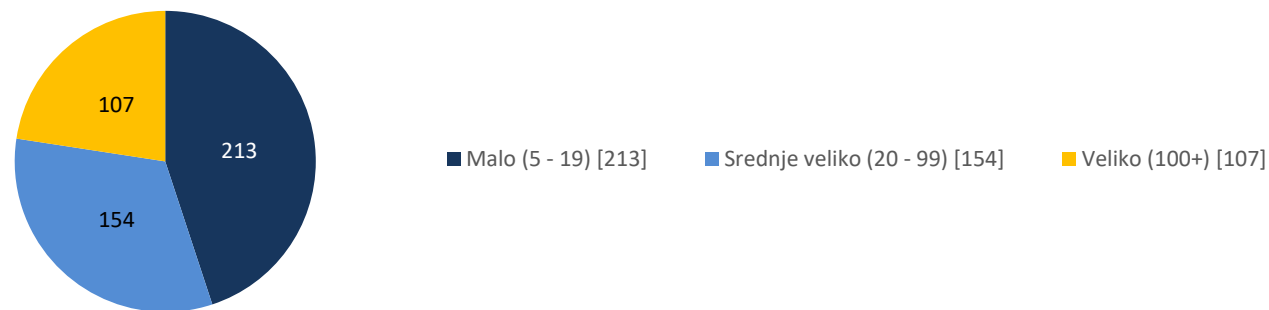 107
213
154
Malo (5 - 19) [213]
Srednje veliko (20 - 99) [154]
Veliko (100+) [107]